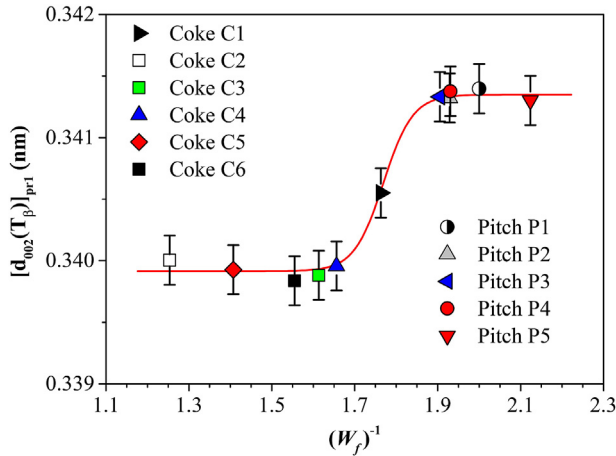 0.342
0.341
0.340
0.339
[d002(Tβ)]pr1 (nm)
Coke C1
Coke C2
Coke C3
Coke C4
Coke C5
Coke C6
Pitch P1
Pitch P2
Pitch P3
Pitch P4
Pitch P5
1.1 1.3 1.5 1.7 1.9 2.1 2.3
(Wf)-1